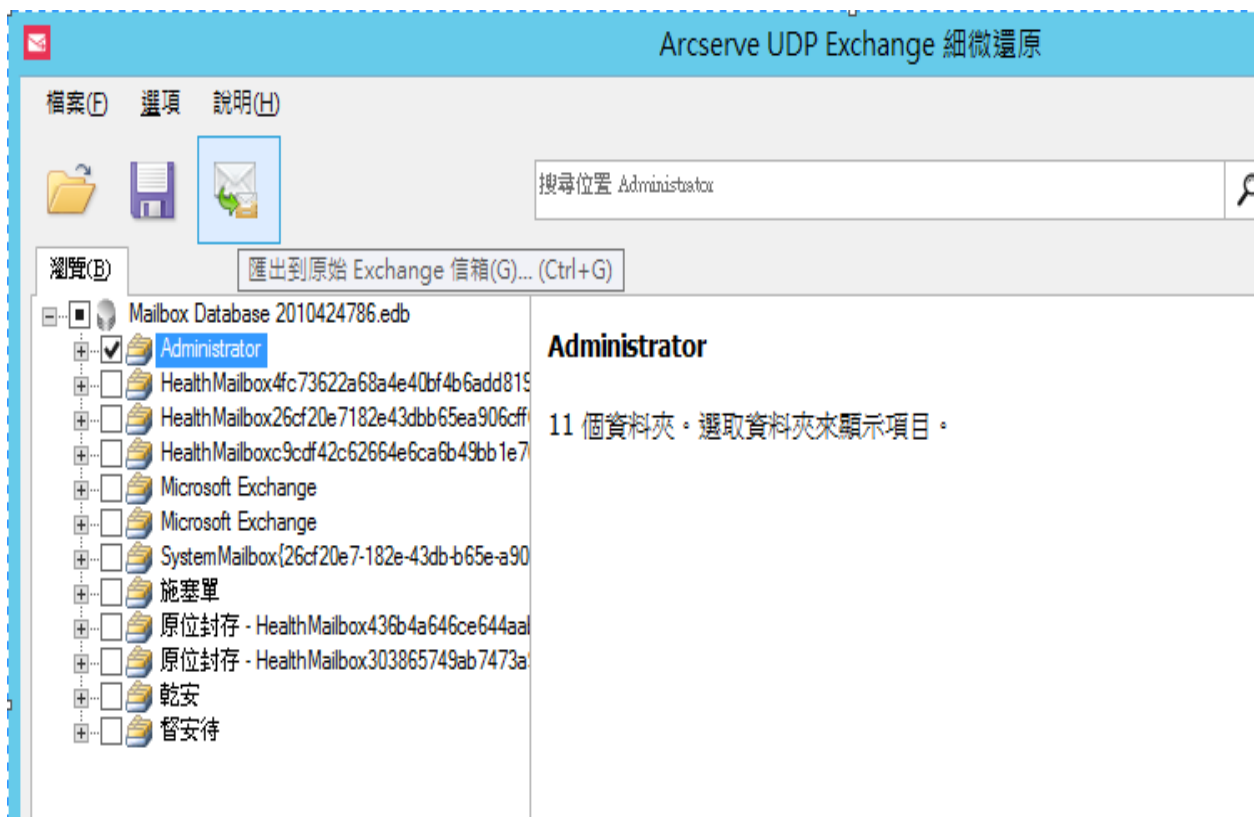 Arcserve UDP Exchange 細微還原
檔案(F) 選項 說明(H)
搜尋位置 Administrator
瀏覽(B)
匯出到原始 Exchange 信箱(G)... (Ctrl+G)
Mailbox Database 2010424786.edb
Administrator
HealthMailbox4fc73622a68a4e40bf4b6add819
HealthMailbox26cf20e7182e43dbb65ea906cff
HealthMailboxc9cdf42c62664e6ca6b49bb1e7
Microsoft Exchange
Microsoft Exchange
SystemMailbox{26cf20e7-182e-43db-b65e-a90
施塞單
原位封存 - HealthMailbox436b4a646ce644aa
原位封存 - HealthMailbox303865749ab7473a
乾安
督安待
Administrator
11 個資料夾。選取資料夾來顯示項目。